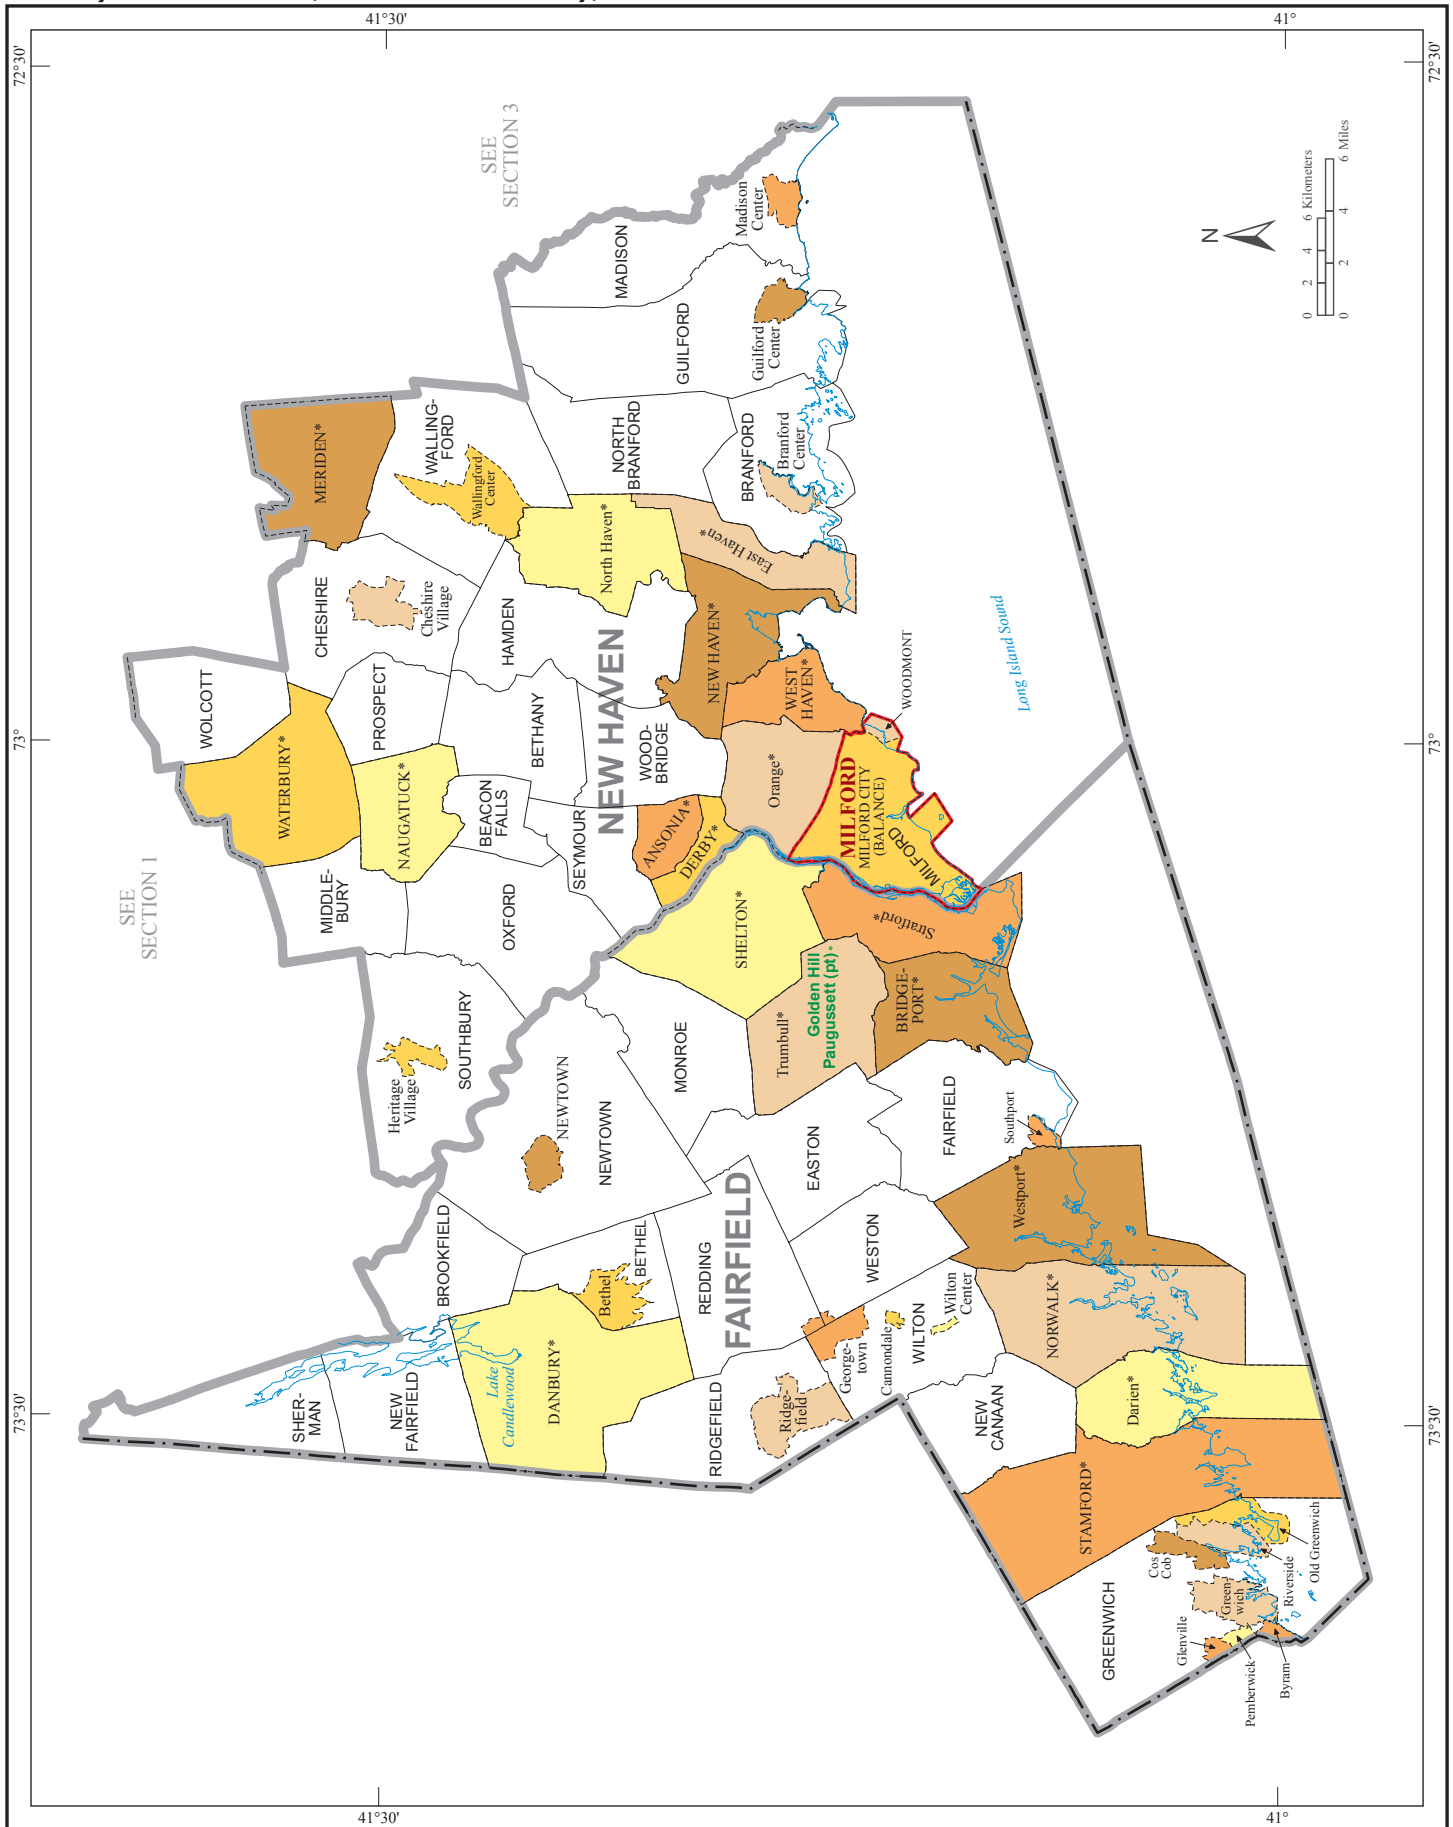 41°30'
41°
72°30'
72°30'
SEE
SECTION 3
N
0 2 4 6 Kilometers
0 2 4 6 Miles
Madison
Center
MADISON
GUILFORD
Guilford
Center
MERIDEN*
WALLING-
FORD
Wallingford
Center
NORTH
BRANFORD
BRANFORD
Branford
Center
North Haven*
East Haven*
CHESHIRE
Cheshire
Village
HAMDEN
NEW HAVEN*
WOLCOTT
PROSPECT
BETHANY
NEW HAVEN
WOOD-
BRIDGE
WEST
HAVEN*
WOODMONT
Long Island Sound
73°
73°
WATERBURY*
NAUGATUCK*
BEACON
FALLS
SEYMOUR
ANSONIA*
DERBY*
Orange*
MILFORD
MILFORD CITY
(BALANCE)
MILFORD
SEE
SECTION 1
MIDDLE-
BURY
OXFORD
SHELTON*
Stratford*
Golden Hill
Paugussett (pt)
Trumbull*
BRIDGE-
PORT*
SOUTHBURY
Heritage
Village
NEWTOWN
NEWTOWN
MONROE
EASTON
FAIRFIELD
Southport
Westport*
BROOKFIELD
BETHEL
Bethel
REDDING
FAIRFIELD
WESTON
WILTON
Wilton
Center
Cannondale
George-
town
NORWALK*
SHER-
MAN
NEW
FAIRFIELD
Lake
Candlewood
DANBURY*
RIDGEFIELD
Ridge-
field
NEW
CANAAN
Darien*
73°30'
73°30'
STAMFORD*
GREENWICH
Cos
Cob
Green-
wich
Riverside
Old Greenwich
Glenville
Pemberwick
Byram
41°30'
41°